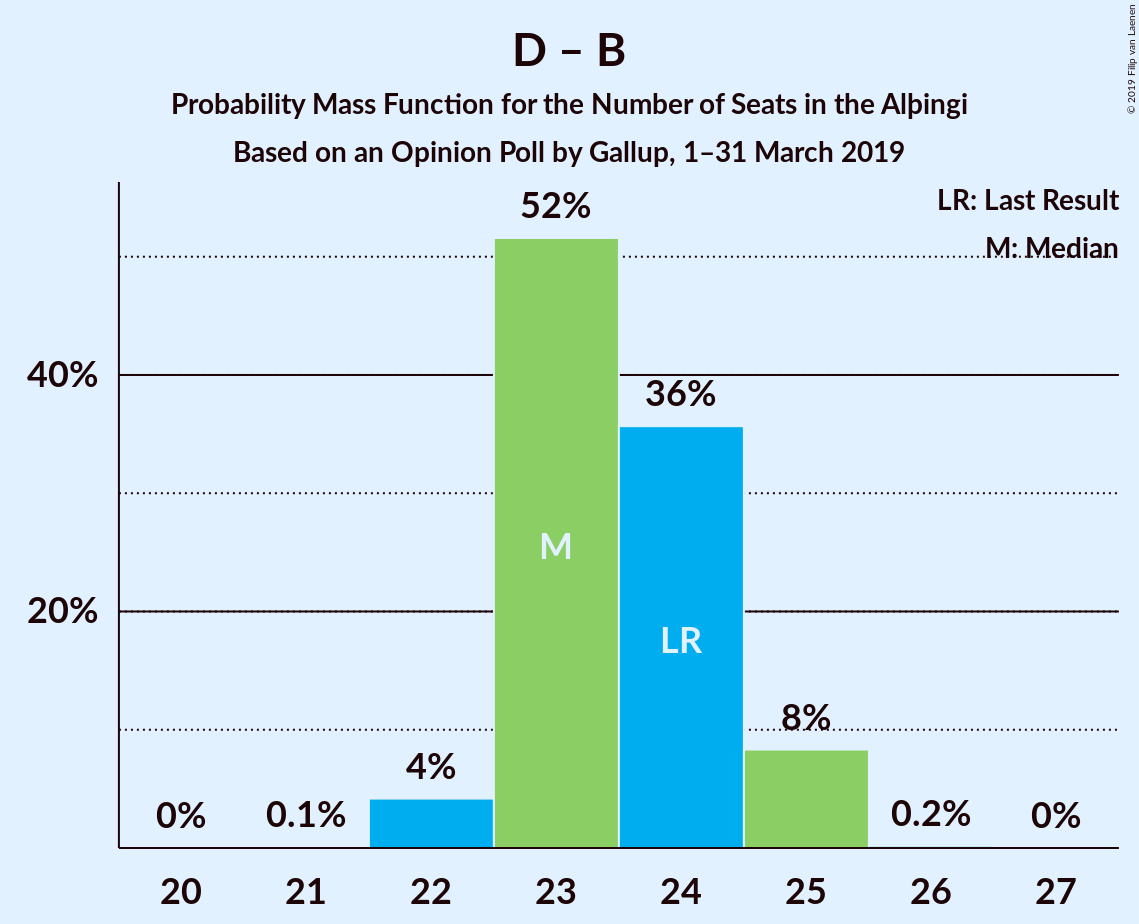 D – B
Probability Mass Function for the Number of Seats in the Alþingi
Based on an Opinion Poll by Gallup, 1–31 March 2019
© 2019 Filip van Laenen
LR: Last Result
M: Median
52%
40%
36%
M
20%
LR
8%
4%
0%
0.1%
0.2%
0%
20 21 22 23 24 25 26 27